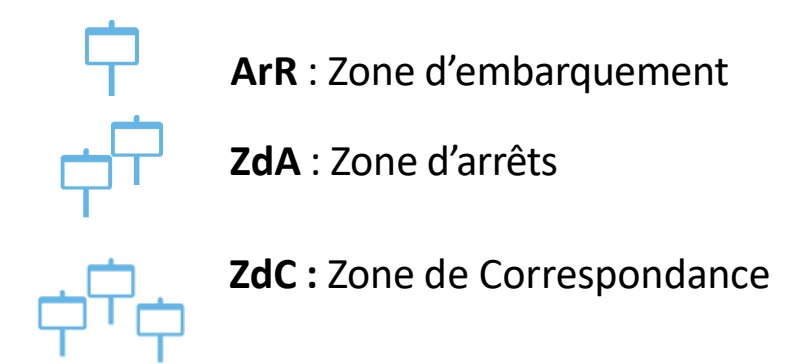 ArR : Zone d’embarquement
ZdA : Zone d’arrêts
ZdC : Zone de Correspondance